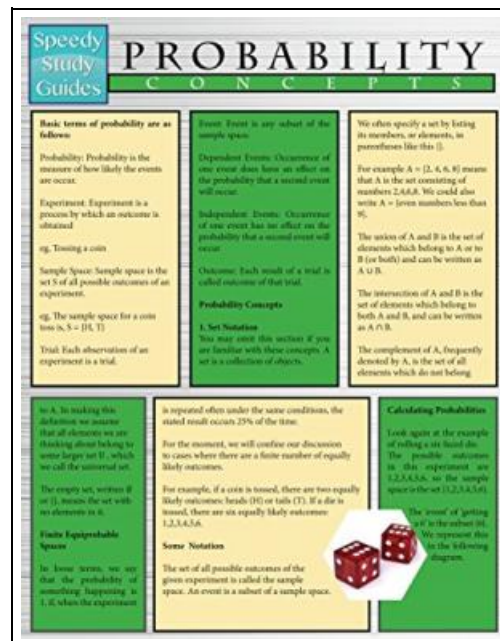 Speedy
Study
Guides
PROBABILITY
CONCEPTS
Basic terms of probability are as
follows:
Probability: Probability is the
measure of how likely the events
are occur.
Experiment: Experiment is a
process by which an outcome is
obtained
eg, Tossing a coin
Sample Space: Sample space is the
set S of all possible outcomes of an
experiment.
eg, The sample space for a coin
toss is, S = {H, T}
Trial: Each observation of an
experiment is a trial.
Event: Event is any subset of the
sample space.
Dependent Events: Occurrence
of one event does have an effect on
the probability that a second event
will occur.
Independent Events: Occurrence
of one event has no effect on the
probability that a second event will
occur
Outcome: Each result of a trial is
called outcome of that trial.
Probability Concepts
1. Set Notation
You may omit this section if you
are familiar with these concepts. A
set is a collection of objects.
We often specify a set by listing
its members, or elements, in
parentheses like this {}.
For example A = {2, 4, 6, 8} means
that A is the set consisting of
numbers 2,4,6,8. We could also
write A = {even numbers less than
9}.
The union of A and B is the set of
elements which belong to A or to
B (or both) and can be written as
A ∪ B.
The intersection of A and B is the
set of elements which belong to
both A and B, and can be written
as A ∩ B.
The complement of A, frequently
denoted by A, is the set of all
elements which do not belong
to A. In making this
definition we assume
that all elements we are
thinking about belong to
some larger set U, which
we call the universal set.
The empty set, written Ø
or {}, means the set with
no elements in it.
Finite Equiprobable
Spaces
In loose terms, we say
that the probability of
something happening is
if, when the experiment
is repeated often under the same conditions, the
stated result occurs 25% of the time.
For the moment, we will confine our discussion
to cases where there are a finite number of equally
likely outcomes.
For example, if a coin is tossed, there are two equally
likely outcomes: heads (H) or tails (T). If a die is
tossed, there are six equally likely outcomes:
1,2,3,4,5,6.
Some Notation
The set of all possible outcomes of the
given experiment is called the sample
space. An event is a subset of a sample space.
Calculating Probabilities
Look again at the example
of rolling a six faced die.
The possible outcomes
in this experiment are
1,2,3,4,5,6, so the sample
space is the set {1,2,3,4,5,6}.
The 'event' of 'getting
a 6' is the subset {6}.
We represent this
in the following
diagram.